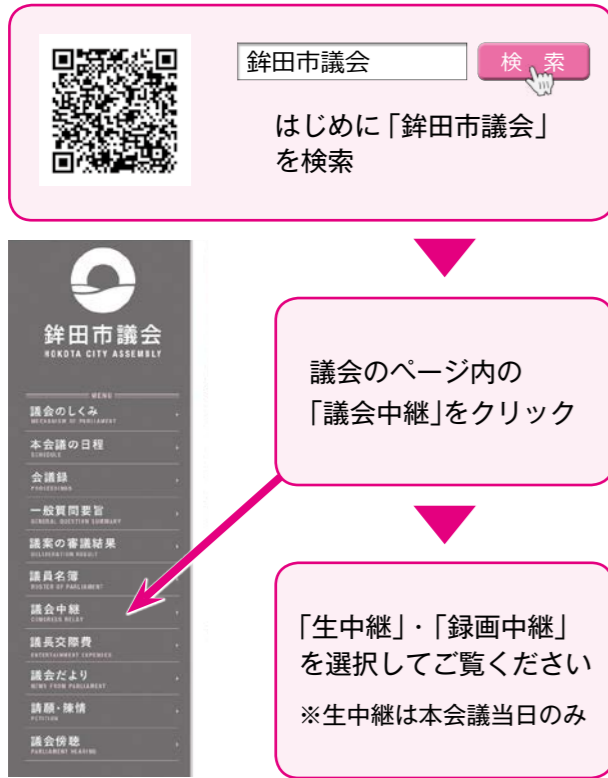 鉾田市議会
検 索
はじめに「鉾田市議会」
を検索
鉾田市議会
HOKOTA CITY ASSEMBLY
MENU
議会のしくみ
MECHANISM OF PARLIAMENT
本会議の日程
SCHEDULE
会議録
PROCEEDINGS
一般質問要旨
GENERAL QUESTION SUMMARY
議案の審議結果
DELIBERATION RESULT
議員名簿
ROSTER OF PARLIAMENT
議会中継
CONGRESS RELAY
議長交際費
ENTERTAINMENT EXPENSES
議会だより
NEWS FROM PARLIAMENT
請願・陳情
PETITION
議会傍聴
PARLIAMENT HEARING
議会のページ内の
「議会中継」をクリック
「生中継」・「録画中継」
を選択してご覧ください
※生中継は本会議当日のみ